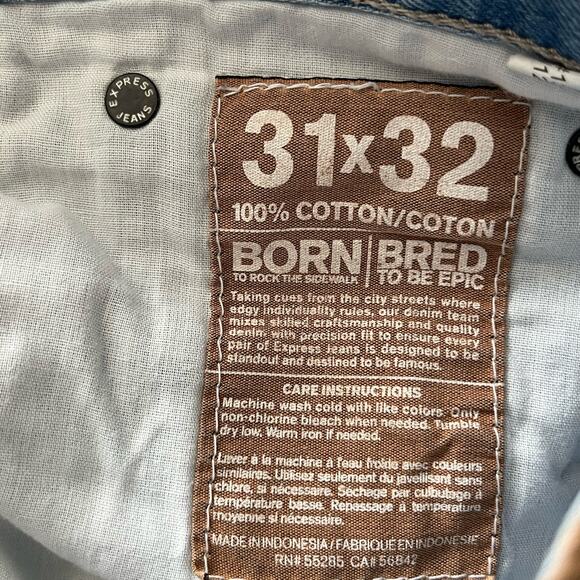 EXPRESS
JEANS
31x32
100% COTTON/COTON
BORN BRED
TO ROCK THE SIDEWALK TO BE EPIC
Taking cues from the city streets where
edgy individuality rules, our denim team
mixes skilled craftsmanship and quality
denim with precision fit to ensure every
pair of Express jeans is designed to be
standout and destined to be famous.
CARE INSTRUCTIONS
Machine wash cold with like colors. Only
non-chlorine bleach when needed. Tumble
dry low. Warm iron if needed.
Laver à la machine à l'eau froide avec couleurs
similaires. Utilisez seulement du javellisant sans
chlore, si nécessaire. Séchage par culbutage à
température basse. Repassage à température
moyenne si nécessaire.
MADE IN INDONESIA / FABRIQUE EN INDONESIE
RN# 55285 CA# 56842